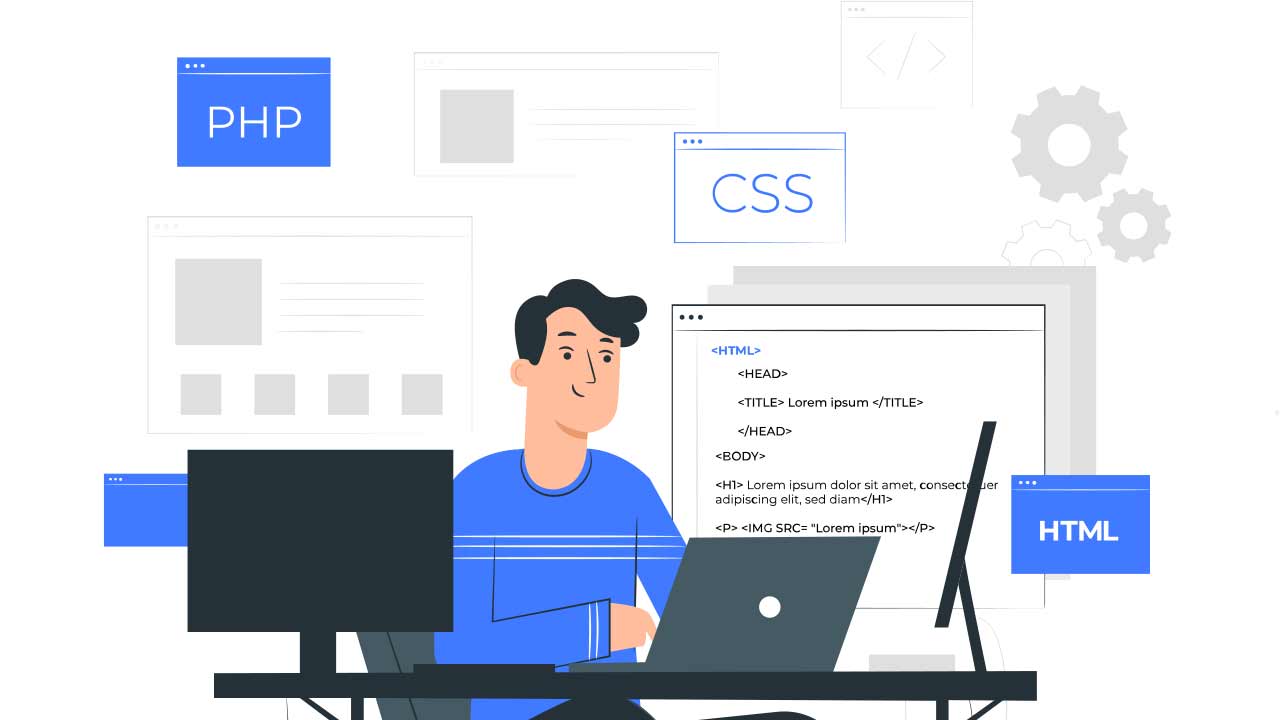 PHP
</>
CSS
<HTML>
<HEAD>
<TITLE> Lorem ipsum </TITLE>
</HEAD>
<BODY>
<H1> Lorem ipsum dolor sit amet, consectetuer
adipiscing elit, sed diam</H1>
<P> <IMG SRC= "Lorem ipsum"></P>
HTML